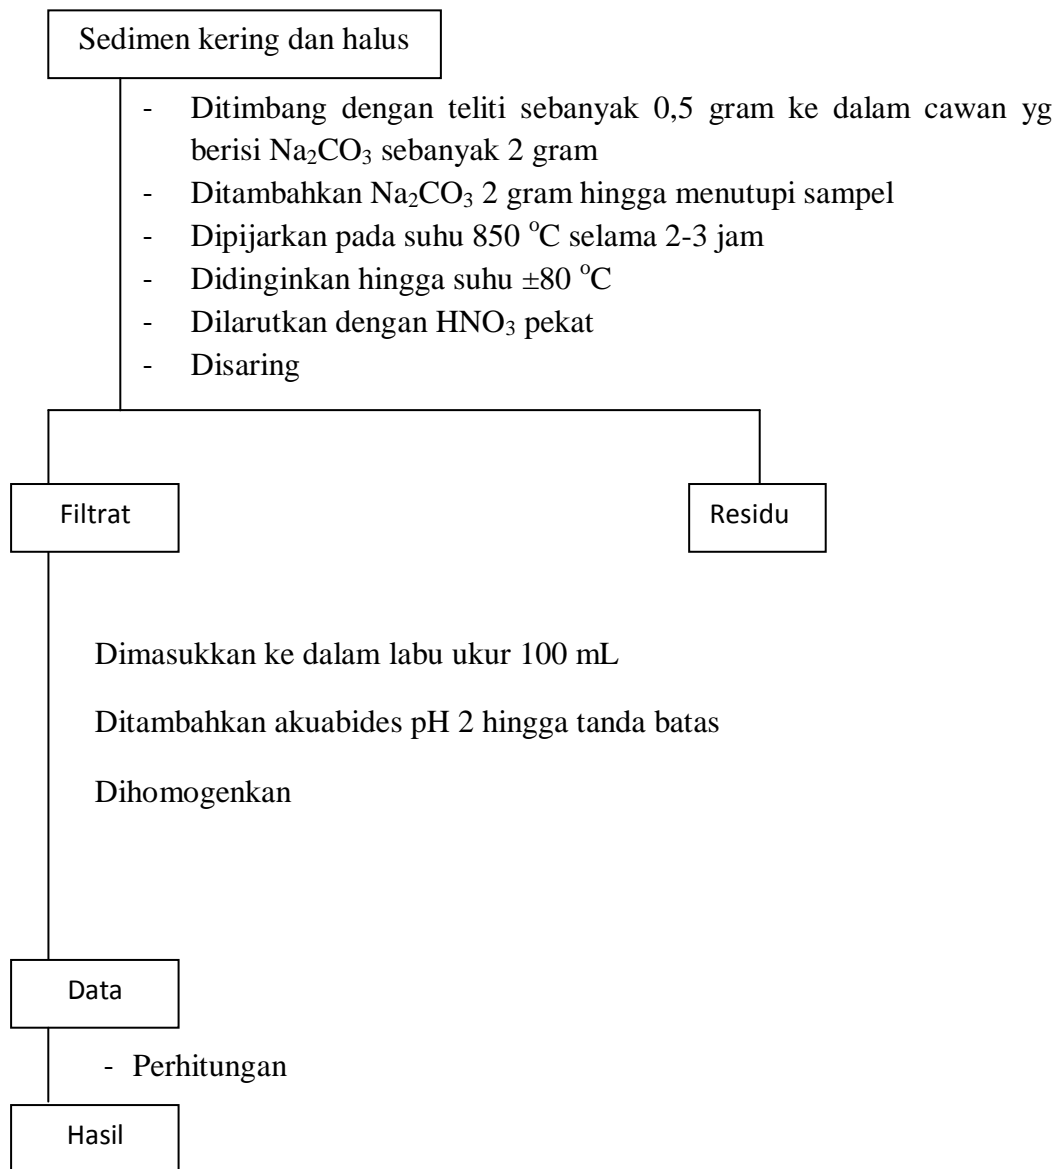 Sedimen kering dan halus
- Ditimbang dengan teliti sebanyak 0,5 gram ke dalam cawan yg
berisi Na₂CO₃ sebanyak 2 gram
- Ditambahkan Na₂CO₃ 2 gram hingga menutupi sampel
- Dipijarkan pada suhu 850 °C selama 2-3 jam
- Didinginkan hingga suhu ±80 °C
- Dilarutkan dengan HNO₃ pekat
- Disaring
Filtrat
Residu
Dimasukkan ke dalam labu ukur 100 mL
Ditambahkan akuabides pH 2 hingga tanda batas
Dihomogenkan
Data
- Perhitungan
Hasil